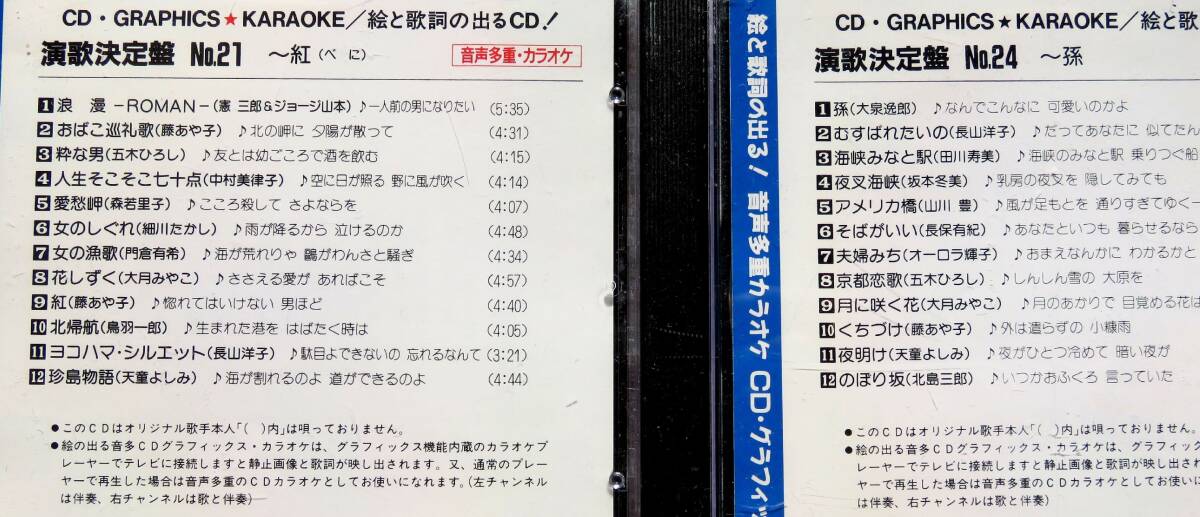 CD・GRAPHICS★KARAOKE/絵と歌詞の出るCD!
演歌決定盤 No.21 〜紅(べに) 音声多重・カラオケ
1 浪漫 -ROMAN-(憲 三郎&ジョージ山本) ♪一人前の男になりたい (5:35)
2 おばこ巡礼歌(藤あや子) ♪北の岬に 夕陽が散って (4:31)
3 粋な男(五木ひろし) ♪友とは幼ごころで酒を飲む (4:15)
4 人生そこそこ七十点(中村美律子) ♪空に日が照る 野に風が吹く (4:14)
5 愛愁岬(森若里子) ♪こころ殺して さよならを (4:07)
6 女のしぐれ(細川たかし) ♪雨が降るから 泣けるのか (4:48)
7 女の漁歌(門倉有希) ♪海が荒れりゃ 鷗がわんさと騒ぎ (4:34)
8 花しずく(大月みやこ) ♪ささえる愛が あればこそ (4:57)
9 紅(藤あや子) ♪惚れてはいけない 男ほど (4:40)
10 北帰航(鳥羽一郎) ♪生まれた港を はばたく時は (4:05)
11 ヨコハマ・シルエット(長山洋子) ♪駄目よできないの 忘れるなんて (3:21)
12 珍島物語(天童よしみ) ♪海が割れるのよ 道ができるのよ (4:44)
●このCDはオリジナル歌手本人「( )内」は唄っておりません。
●絵の出る音多CDグラフィックス・カラオケは、グラフィックス機能内蔵のカラオケプ
レーヤーでテレビに接続しますと静止画像と歌詞が映し出されます。又、通常のプレー
ヤーで再生した場合は音声多重のCDカラオケとしてお使いになれます。(左チャンネル
は伴奏、右チャンネルは歌と伴奏)
絵と歌詞の出る! 音声多重カラオケ CD・グラフィッ
CD・GRAPHICS★KARAOKE/絵と歌
演歌決定盤 No.24 〜孫
1 孫(大泉逸郎) ♪なんでこんなに 可愛いのかよ
2 むすばれたいの(長山洋子) ♪だってあなたに 似てたん
3 海峡みなと駅(田川寿美) ♪海峡のみなと駅 乗りつぐ船
4 夜叉海峡(坂本冬美) ♪乳房の夜叉を 隠してみても
5 アメリカ橋(山川 豊) ♪風が足もとを 通りすぎてゆく
6 そばがいい(長保有紀) ♪あなたといつも 暮らせるなら
7 夫婦みち(オーロラ輝子) ♪おまえなんかに わかるかと
8 京都恋歌(五木ひろし) ♪しんしん雪の 大原を
9 月に咲く花(大月みやこ) ♪月のあかりで 目覚める花は
10 くちづけ(藤あや子) ♪外は遣らずの 小糠雨
11 夜明け(天童よしみ) ♪夜がひとつ冷めて 暗い夜が
12 のぼり坂(北島三郎) ♪いつかおふくろ 言っていた
●このCDはオリジナル歌手本人「( )内」は唄っておりません。
●絵の出る音多CDグラフィックス・カラオケは、グラフィックス
レーヤーでテレビに接続しますと静止画像と歌詞が映し出され
ヤーで再生した場合は音声多重のCDカラオケとしてお使いにな
は伴奏、右チャンネルは歌と伴奏)